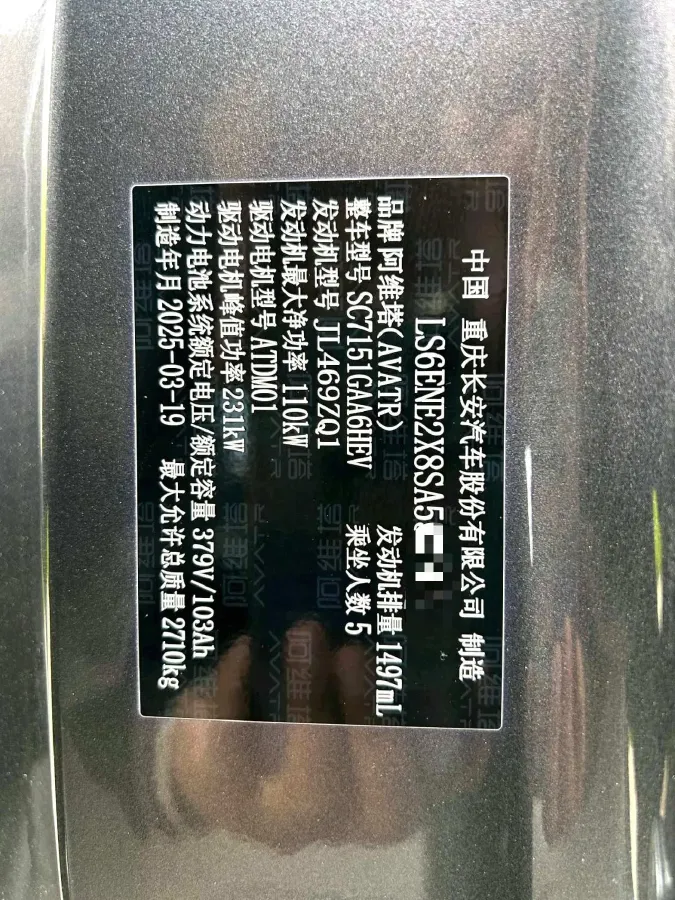 中国 重庆长安汽车股份有限公司 制造
LS6ENE2X8SA5
品牌 阿维塔(AVATR) 发动机排量 1497mL
整车型号 SC7151GAA6HEV 乘坐人数 5
发动机型号 JL469ZQ1
发动机最大净功率 110kW
驱动电机型号 ATDM01
驱动电机峰值功率 231kW
动力电池系统额定电压/额定容量 379V/103Ah
制造年月 2025-03-19 最大允许总质量 2710kg